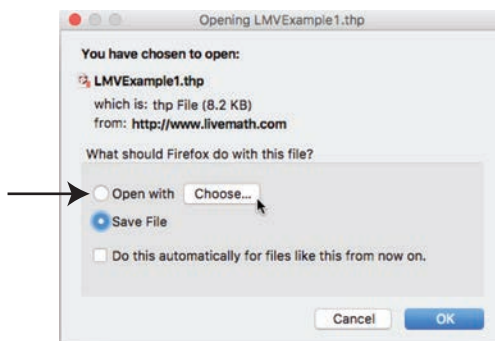 Opening LMVExample1.thp
You have chosen to open:
LMVExample1.thp
which is: thp File (8.2 KB)
from: http://www.livemath.com
What should Firefox do with this file?
Open with Choose...
Save File
Do this automatically for files like this from now on.
Cancel OK